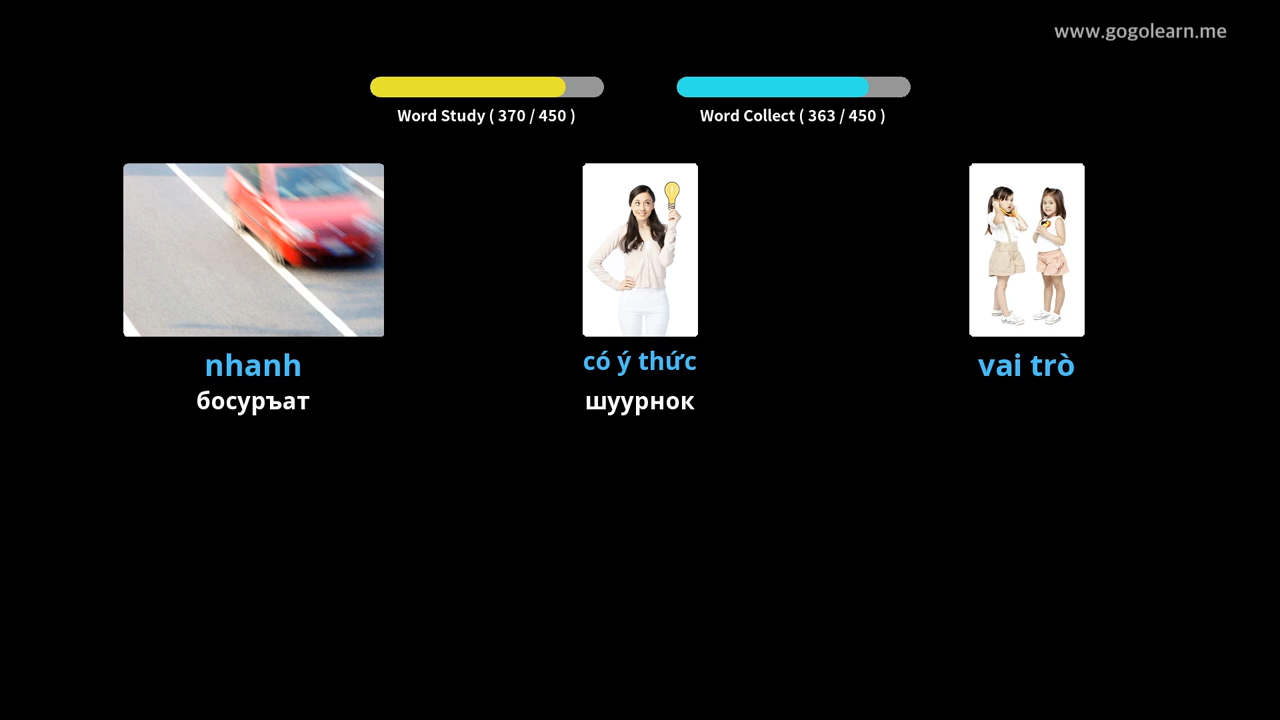 www.gogolearn.me
Word Study ( 370 / 450 )
Word Collect ( 363 / 450 )
nhanh
босуръат
có ý thức
шуурнок
vai trò